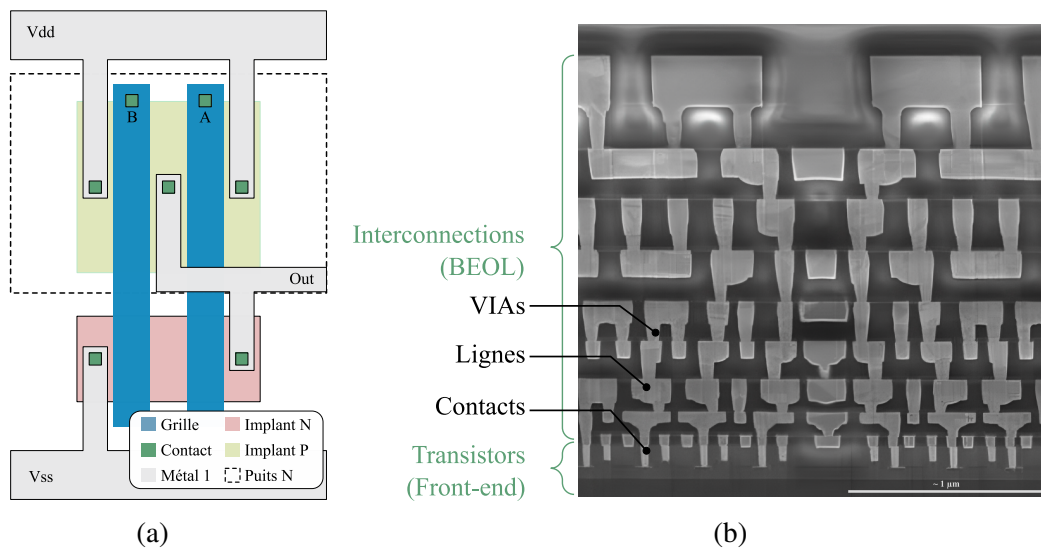 Vdd
B
A
Out
Vss
Grille
Implant N
Contact
Implant P
Métal 1
Puits N
(a)
Interconnections
(BEOL)
VIAs
Lignes
Contacts
Transistors
(Front-end)
~ 1 µm
(b)